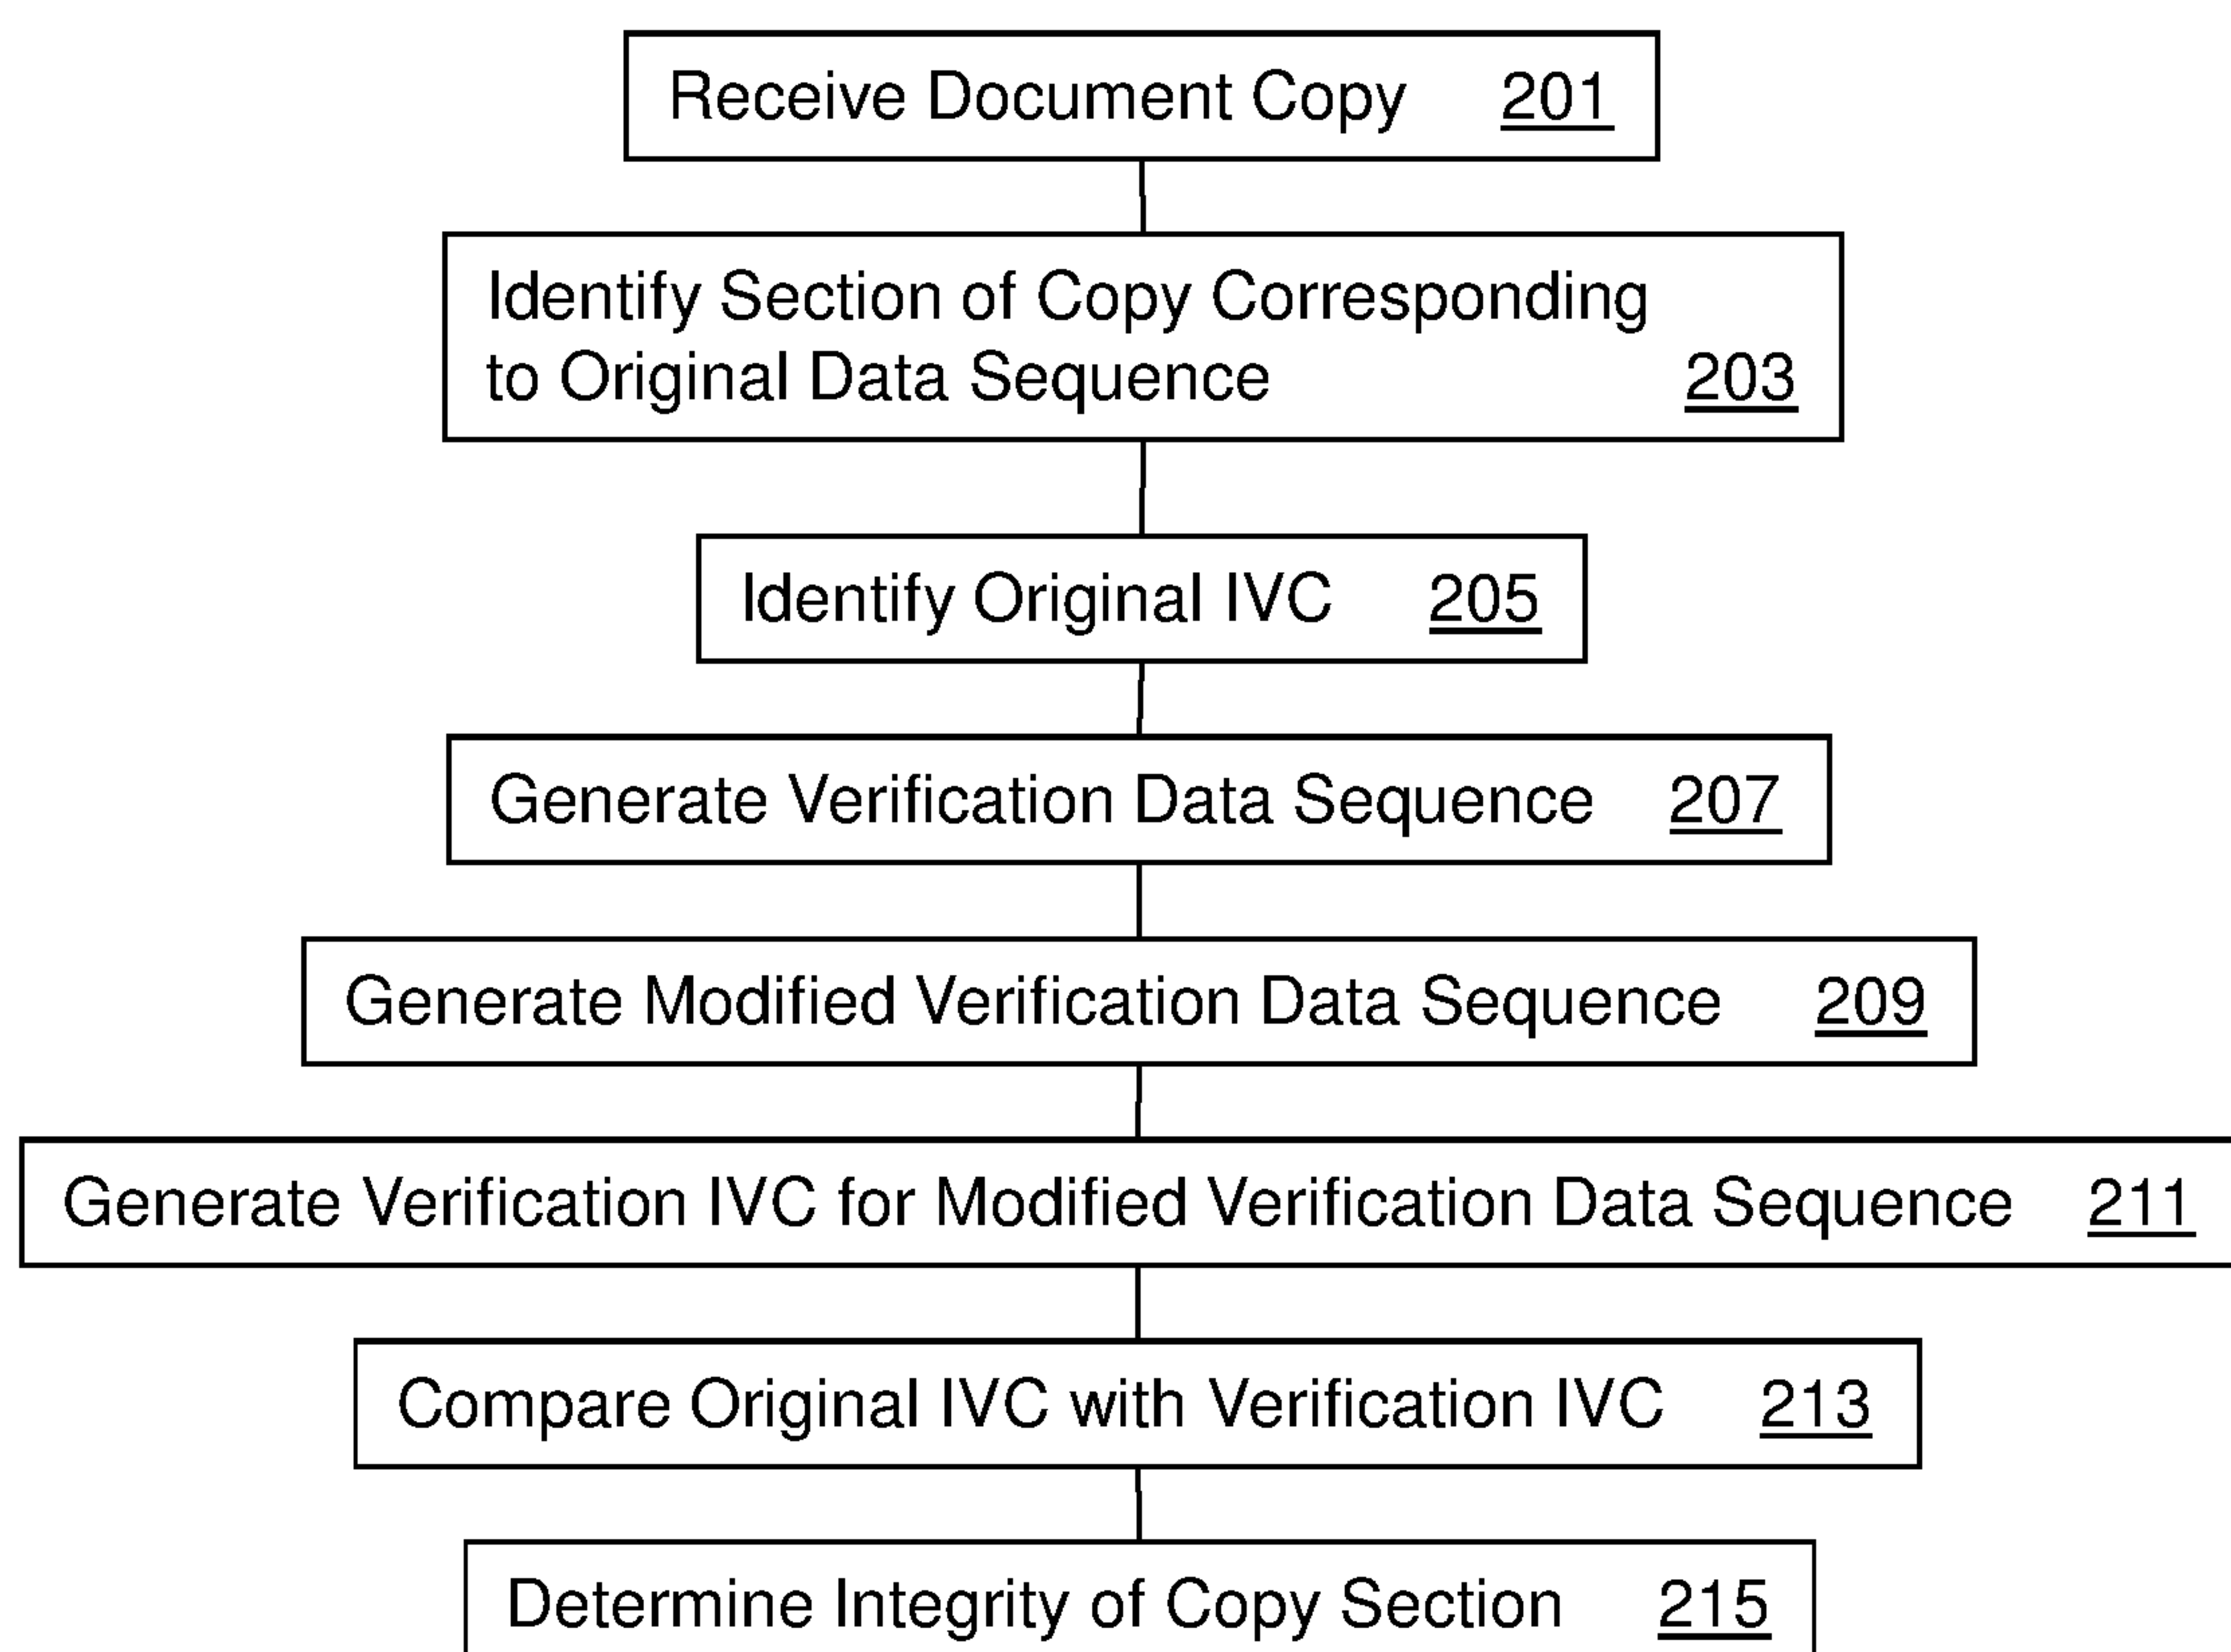 Receive Document Copy 201
Identify Section of Copy Corresponding
to Original Data Sequence 203
Identify Original IVC 205
Generate Verification Data Sequence 207
Generate Modified Verification Data Sequence 209
Generate Verification IVC for Modified Verification Data Sequence 211
Compare Original IVC with Verification IVC 213
Determine Integrity of Copy Section 215